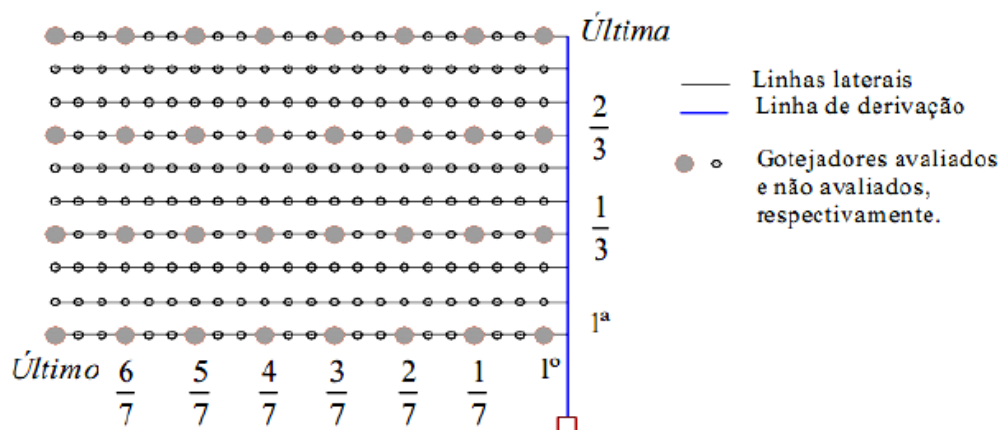 Última
Linhas laterais
Linha de derivação
2
3
Gotejadores avaliados
e não avaliados,
respectivamente.
1
3
1ª
Último 6/7 5/7 4/7 3/7 2/7 1/7 1º